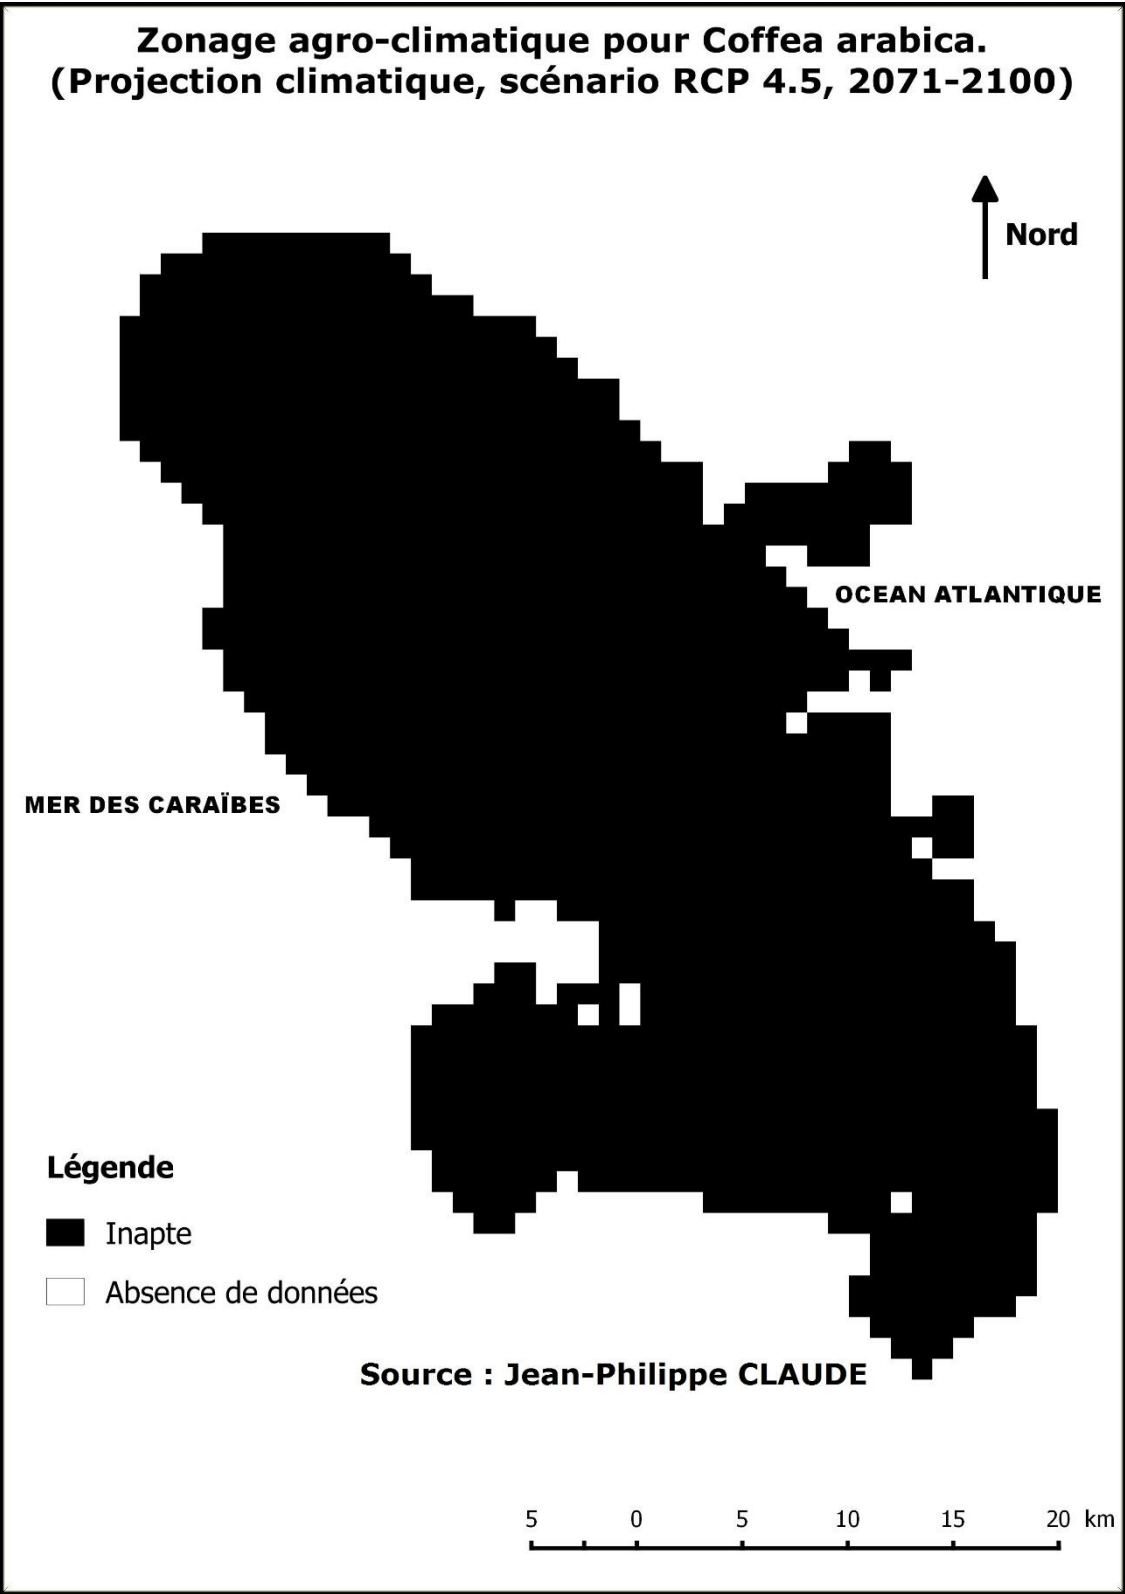 Zonage agro-climatique pour Coffea arabica.
(Projection climatique, scénario RCP 4.5, 2071-2100)
Nord
OCEAN ATLANTIQUE
MER DES CARAÏBES
Légende
Inapte
Absence de données
Source : Jean-Philippe CLAUDE
5 0 5 10 15 20 km